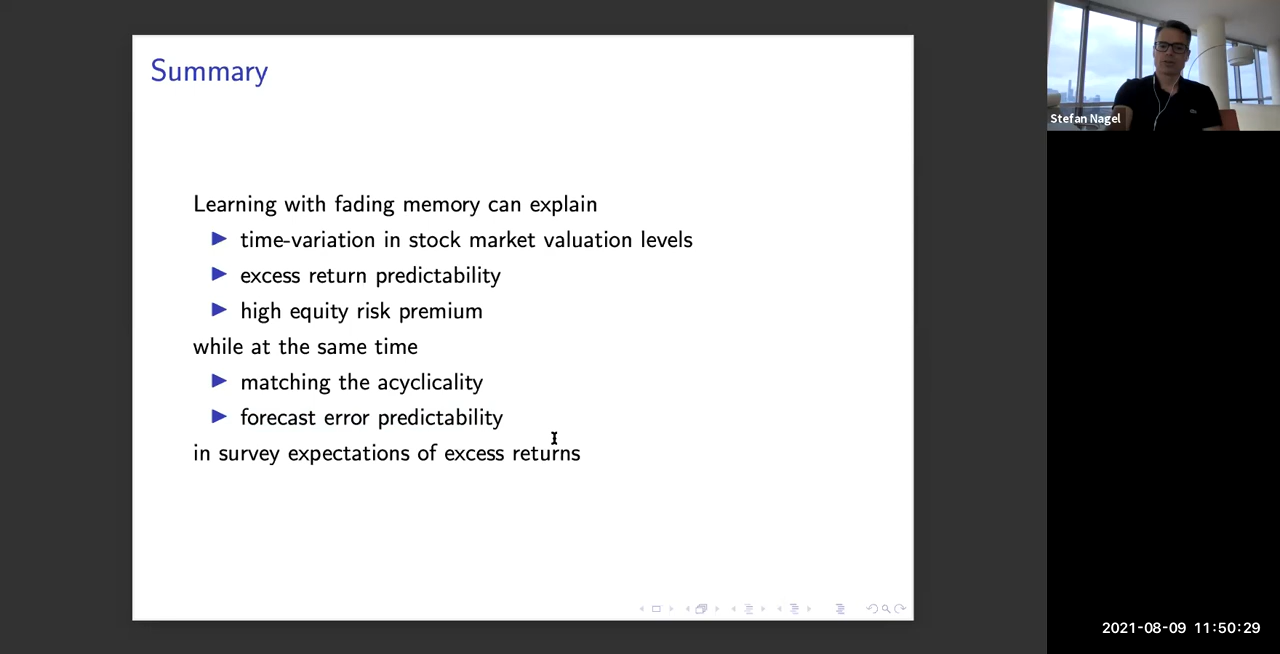 Summary
Learning with fading memory can explain
time-variation in stock market valuation levels
excess return predictability
high equity risk premium
while at the same time
matching the acyclicality
forecast error predictability
in survey expectations of excess returns
Stefan Nagel
2021-08-09 11:50:29